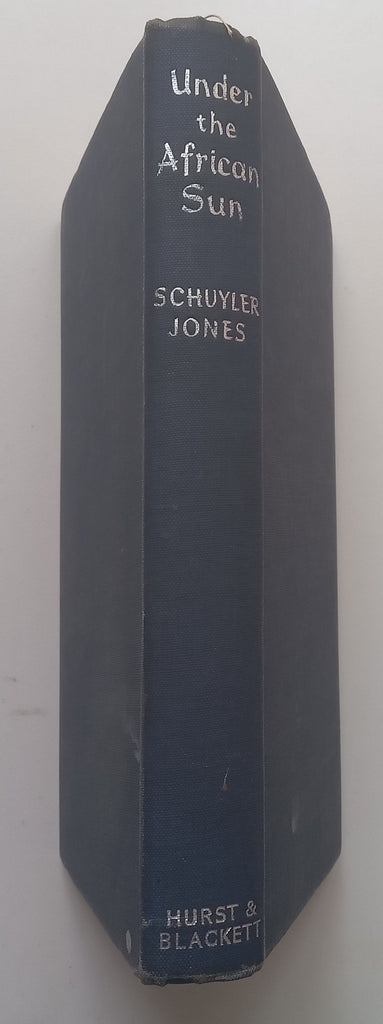 Under
the
African
Sun
SCHUYLER
JONES
HURST &
BLACKETT